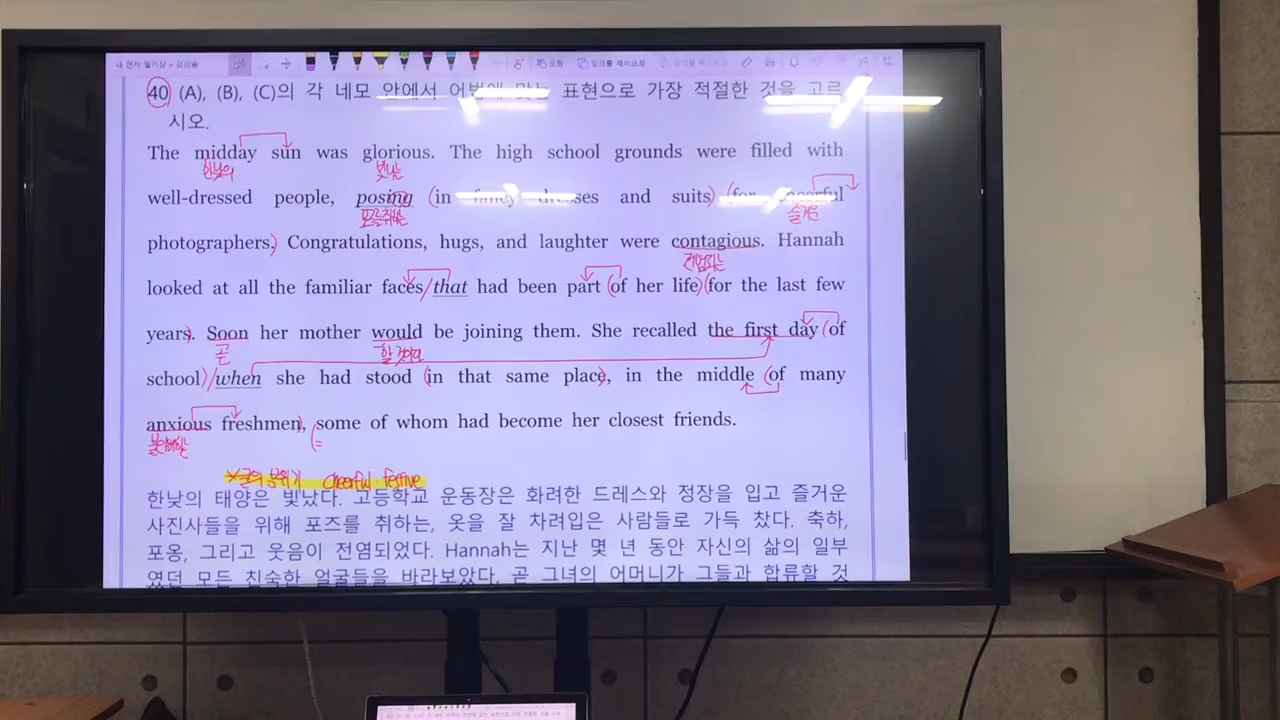 내 전자 필기장 • 강의용
40 (A), (B), (C)의 각 네모 안에서 어법에 맞는 표현으로 가장 적절한 것을 고르
시오.
The midday sun was glorious. The high school grounds were filled with
한낮의 빛나는
well-dressed people, posing (in fancy dresses and suits) (for cheerful
포즈를 취하는 즐거운
photographers.) Congratulations, hugs, and laughter were contagious. Hannah
전염되는
looked at all the familiar faces/that had been part (of her life)(for the last few
years). Soon her mother would be joining them. She recalled the first day (of
곧 ~할 것이다
school)/when she had stood (in that same place), in the middle (of many
anxious freshmen), (some of whom had become her closest friends.
불안해하는 (=
※글의 분위기 cheerful festive
한낮의 태양은 빛났다. 고등학교 운동장은 화려한 드레스와 정장을 입고 즐거운
사진사들을 위해 포즈를 취하는, 옷을 잘 차려입은 사람들로 가득 찼다. 축하,
포옹, 그리고 웃음이 전염되었다. Hannah는 지난 몇 년 동안 자신의 삶의 일부
였던 모든 친숙한 얼굴들을 바라보았다. 곧 그녀의 어머니가 그들과 합류할 것